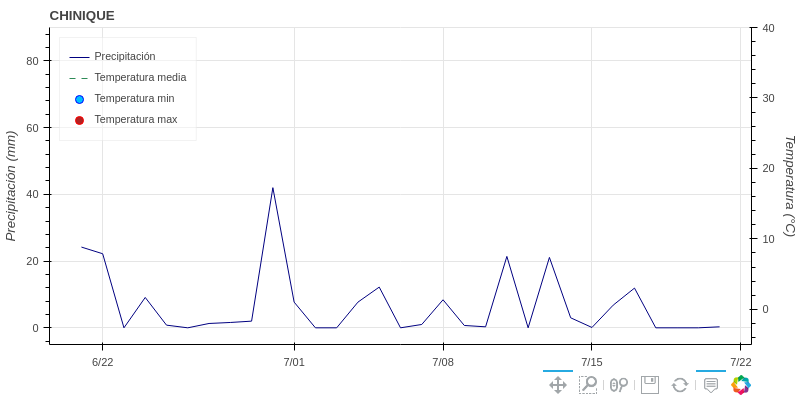 CHINIQUE
Precipitación
Temperatura media
Temperatura min
Temperatura max
Precipitación (mm)
80
60
40
20
0
Temperatura (°C)
40
30
20
10
0
6/22
7/01
7/08
7/15
7/22